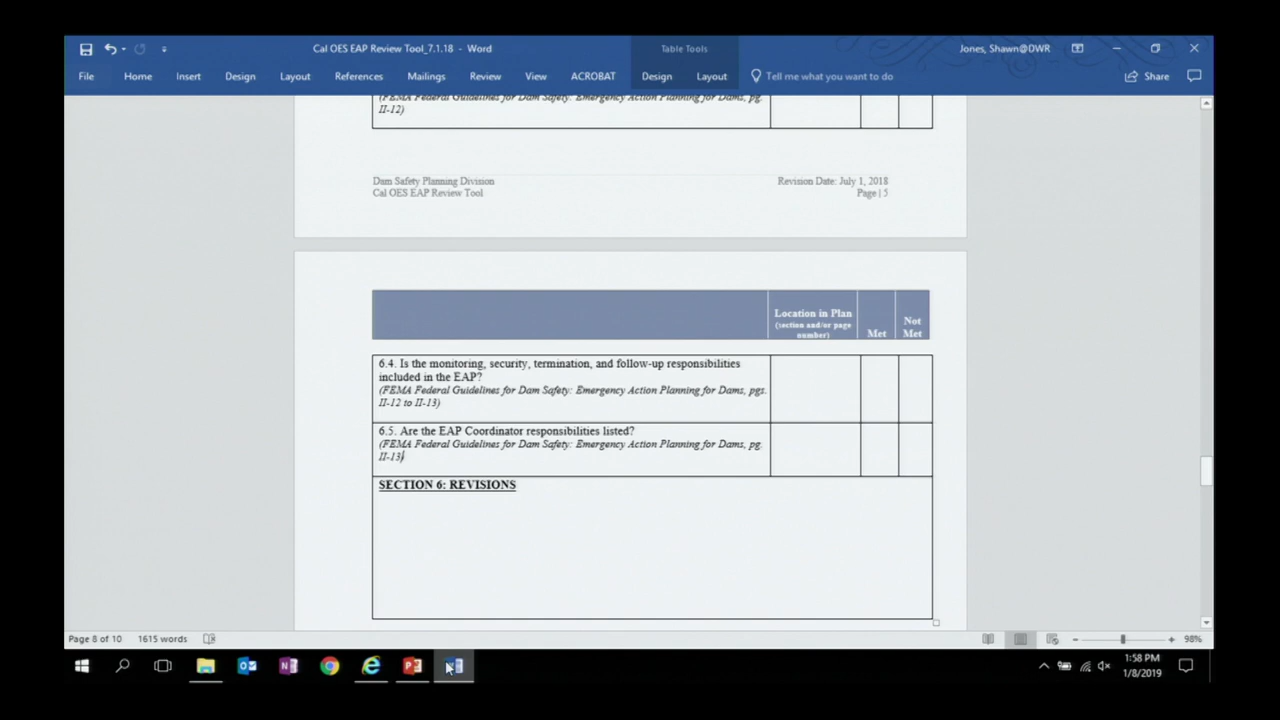 Cal OES EAP Review Tool_7.1.18 - Word
Table Tools
Jones, Shawn@DWR
File Home Insert Design Layout References Mailings Review View ACROBAT Design Layout Tell me what you want to do Share
(FEMA Federal Guidelines for Dam Safety: Emergency Action Planning for Dams, pg.
II-12)
Dam Safety Planning Division
Cal OES EAP Review Tool
Revision Date: July 1, 2018
Page | 5
Location in Plan
(section and/or page
number)
Met
Not
Met
6.4. Is the monitoring, security, termination, and follow-up responsibilities
included in the EAP?
(FEMA Federal Guidelines for Dam Safety: Emergency Action Planning for Dams, pgs.
II-12 to II-13)
6.5. Are the EAP Coordinator responsibilities listed?
(FEMA Federal Guidelines for Dam Safety: Emergency Action Planning for Dams, pg.
II-13)
SECTION 6: REVISIONS
Page 8 of 10 1615 words
98%
1:58 PM
1/8/2019